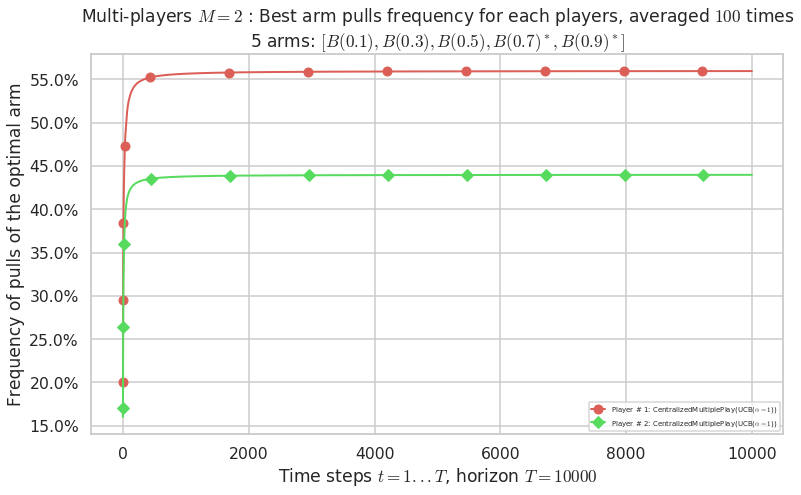 Multi-players M = 2 : Best arm pulls frequency for each players, averaged 100 times
5 arms: [B(0.1), B(0.3), B(0.5), B(0.7)*, B(0.9)*]
Frequency of pulls of the optimal arm
55.0%
50.0%
45.0%
40.0%
35.0%
30.0%
25.0%
20.0%
15.0%
Player # 1: CentralizedMultiplePlay(UCB(α=1))
Player # 2: CentralizedMultiplePlay(UCB(α=1))
0 2000 4000 6000 8000 10000
Time steps t = 1...T, horizon T = 10000